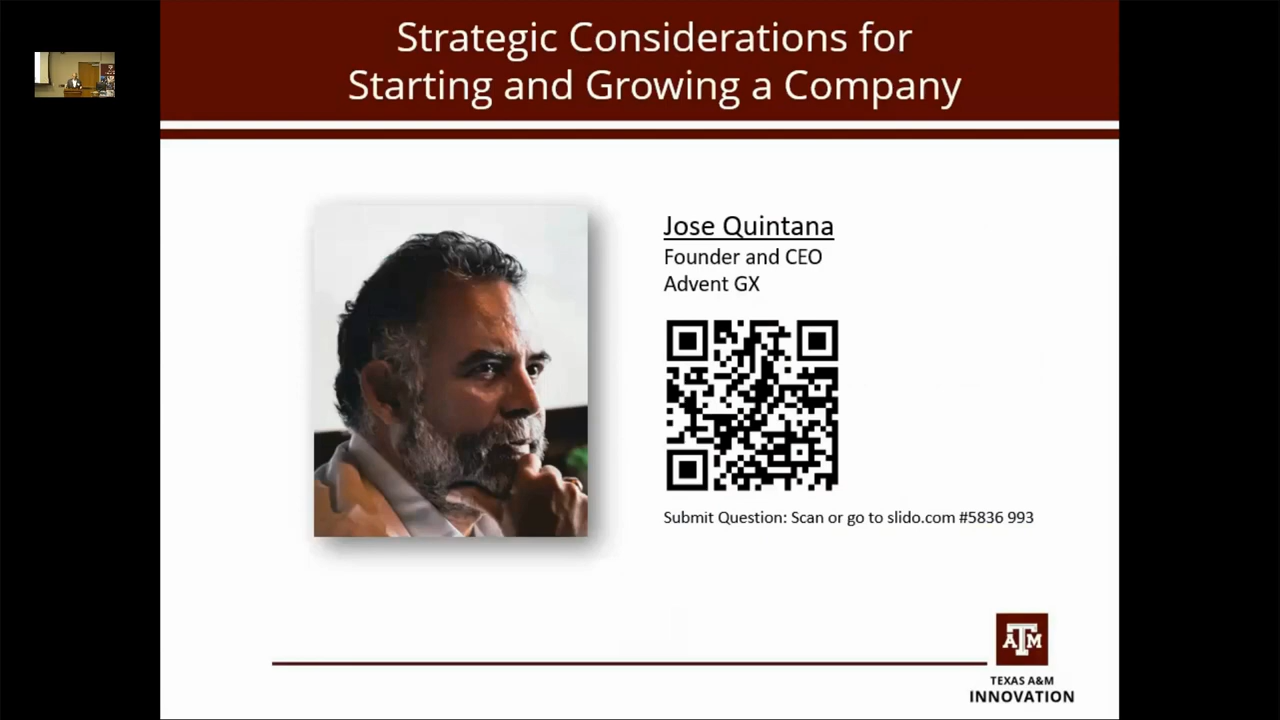 Strategic Considerations for
Starting and Growing a Company
Jose Quintana
Founder and CEO
Advent GX
Submit Question: Scan or go to slido.com #5836 993
ATM
TEXAS A&M
INNOVATION